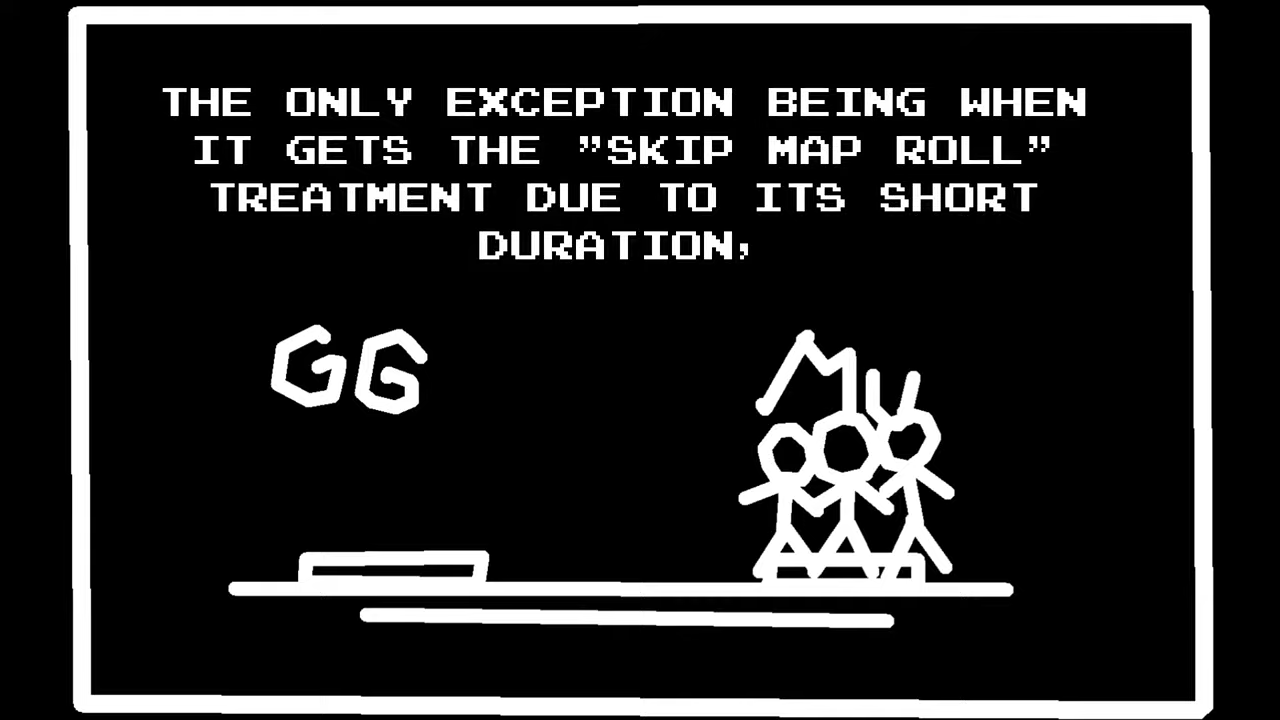 THE ONLY EXCEPTION BEING WHEN
IT GETS THE "SKIP MAP ROLL"
TREATMENT DUE TO ITS SHORT
DURATION,
GG